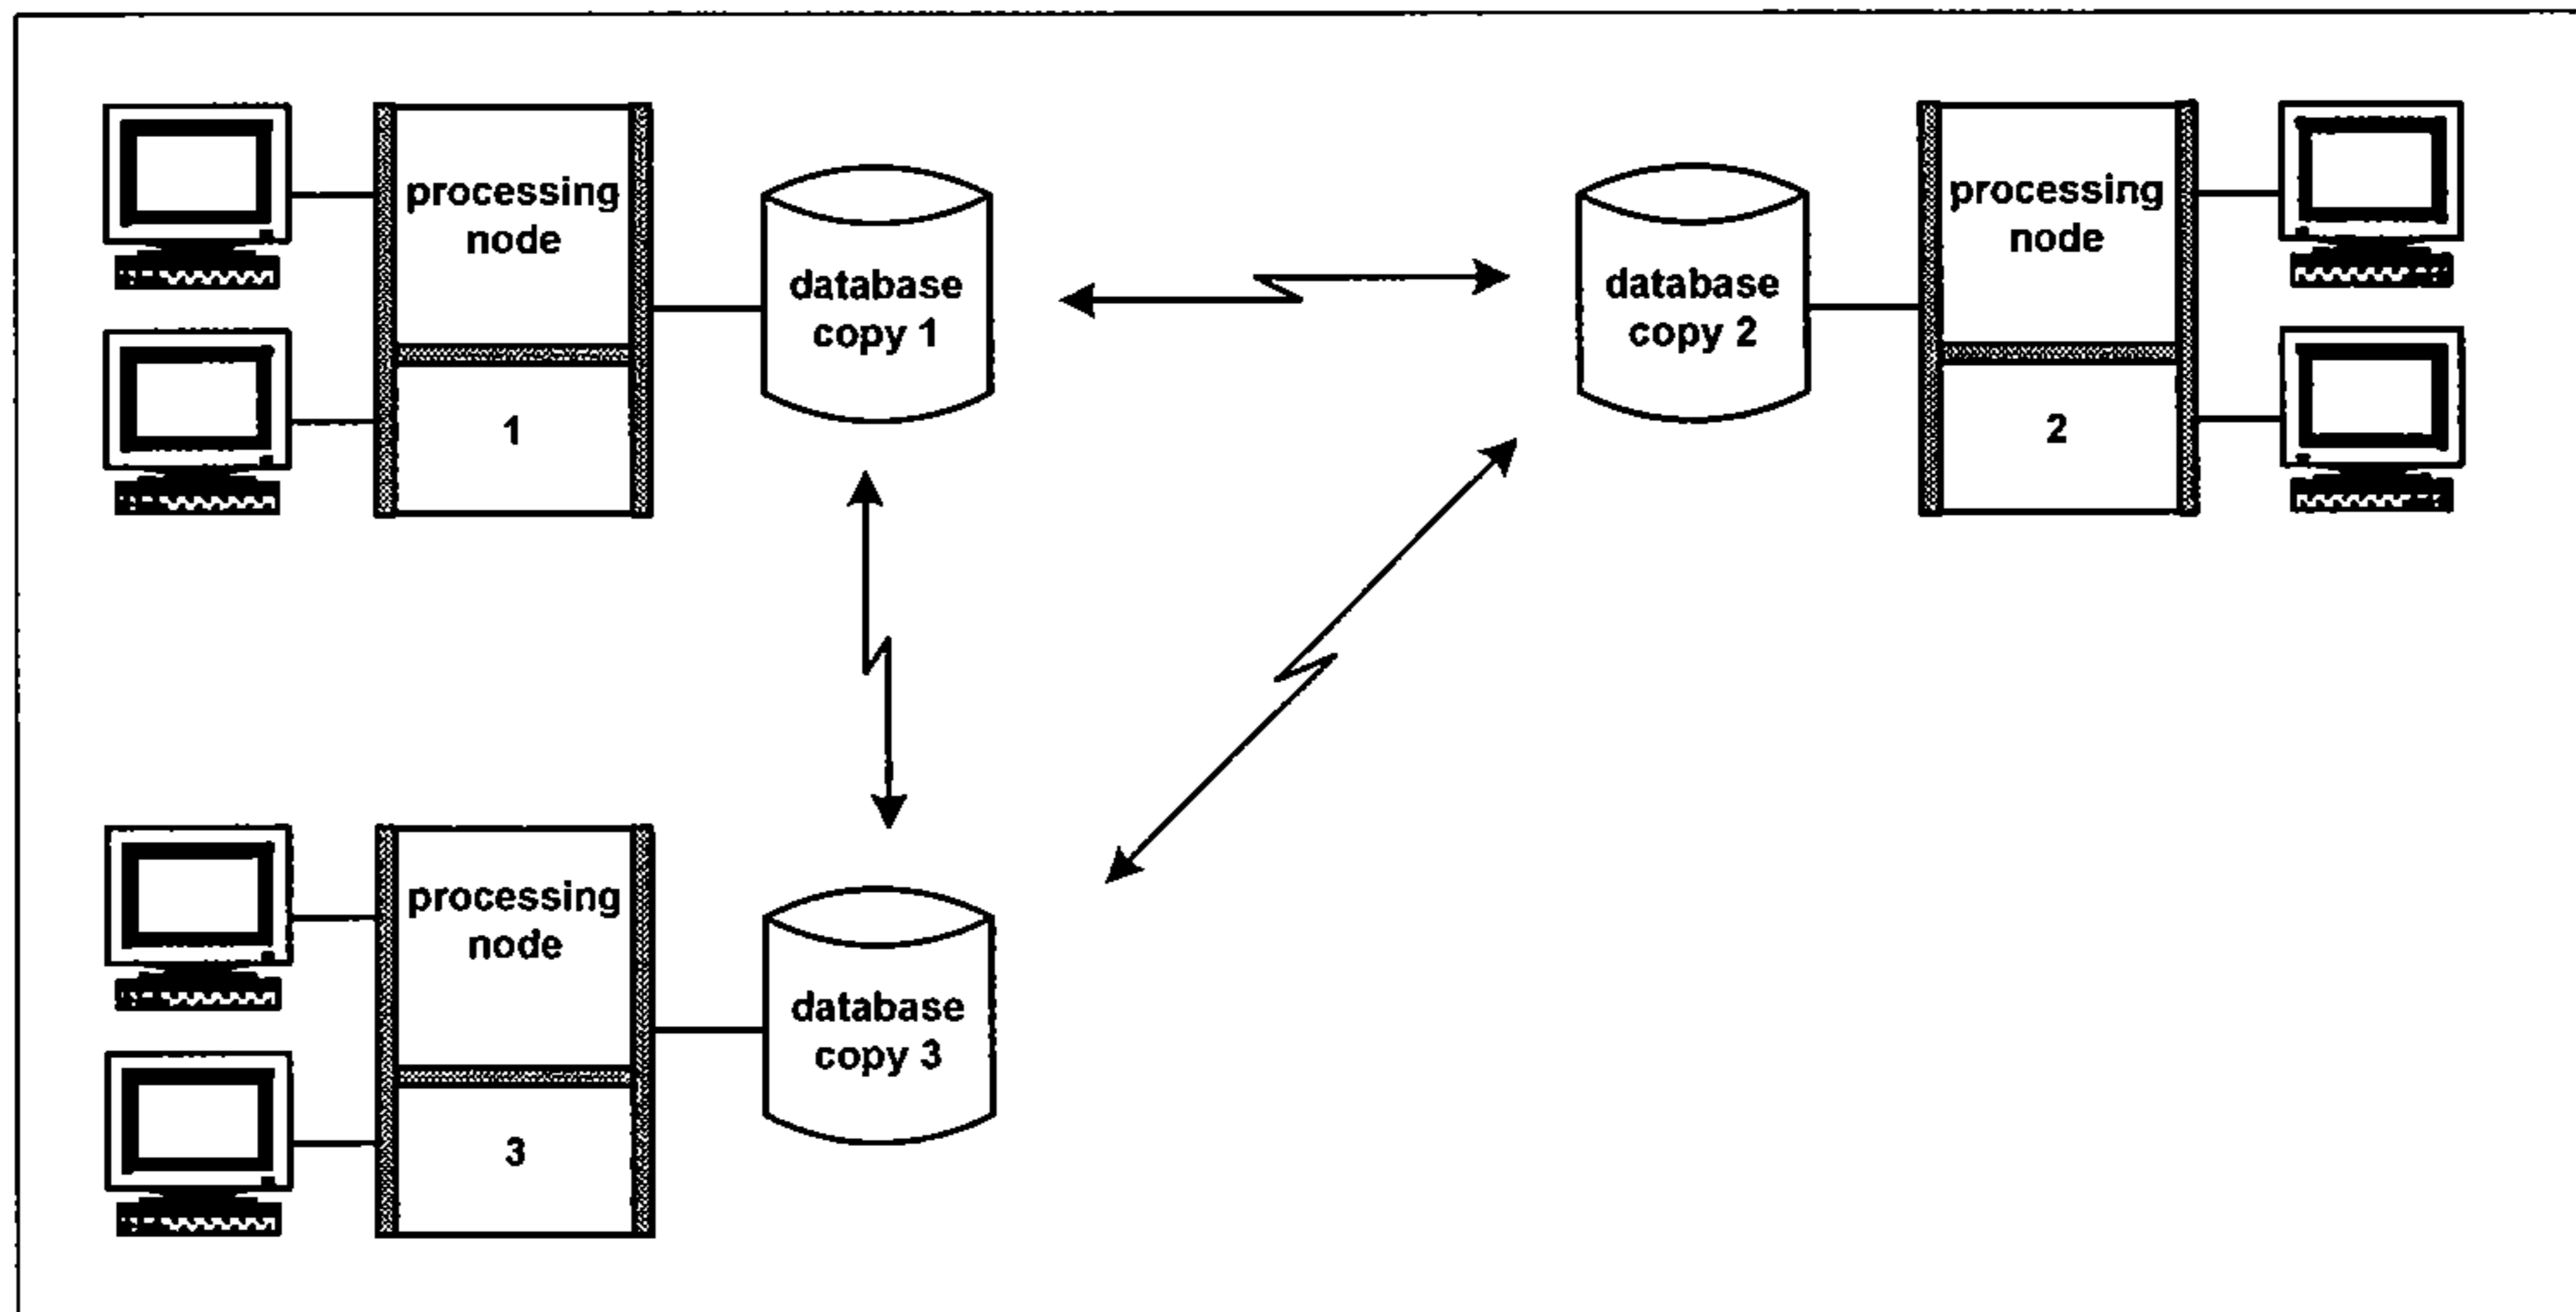 processing
node
1
database
copy 1
database
copy 2
processing
node
2
processing
node
3
database
copy 3